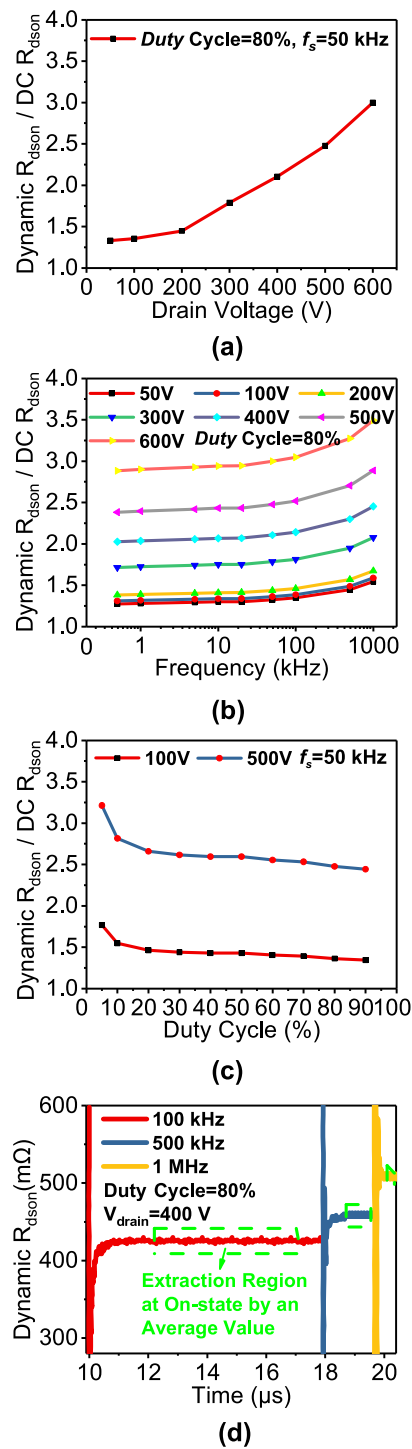 Duty Cycle=80%, fs=50 kHz
Dynamic Rdson / DC Rdson
4.0
3.5
3.0
2.5
2.0
1.5
1.0
0 100 200 300 400 500 600
Drain Voltage (V)
(a)
50V 100V 200V
300V 400V 500V
600V Duty Cycle=80%
Dynamic Rdson / DC Rdson
4.0
3.5
3.0
2.5
2.0
1.5
1.0
0 1 10 100 1000
Frequency (kHz)
(b)
100V 500V fs=50 kHz
Dynamic Rdson / DC Rdson
4.0
3.5
3.0
2.5
2.0
1.5
1.0
0 10 20 30 40 50 60 70 80 90 100
Duty Cycle (%)
(c)
100 kHz
500 kHz
1 MHz
Duty Cycle=80%
Vdrain=400 V
Extraction Region
at On-state by an
Average Value
Dynamic Rdson(mΩ)
600
500
400
300
10 12 14 16 18 20
Time (μs)
(d)